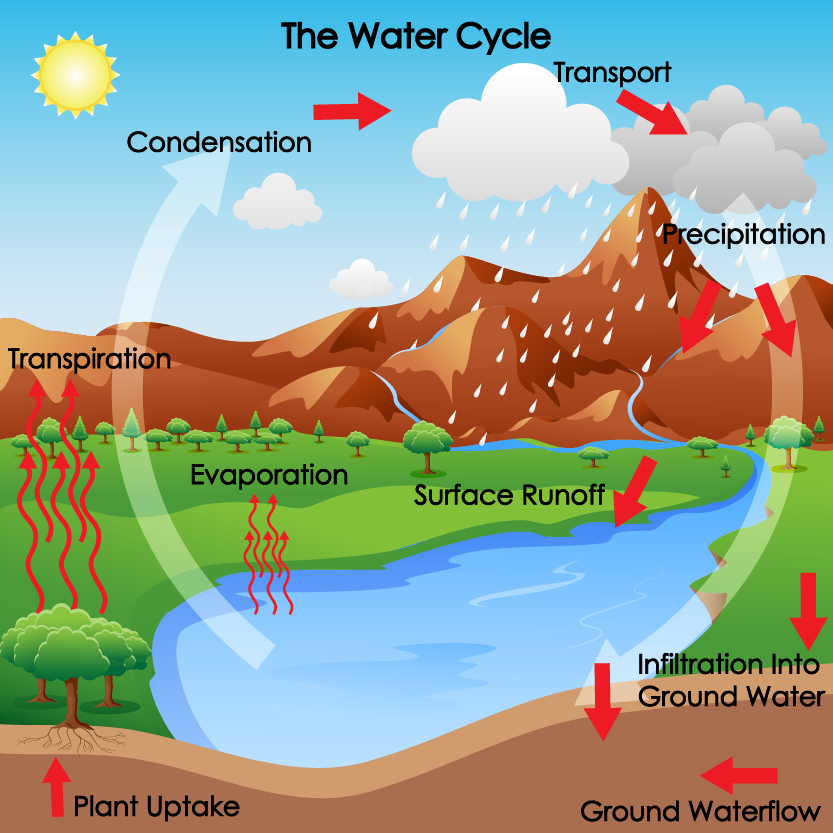 The Water Cycle
Transport
Condensation
Precipitation
Transpiration
Evaporation
Surface Runoff
Infiltration Into
Ground Water
Plant Uptake
Ground Waterflow